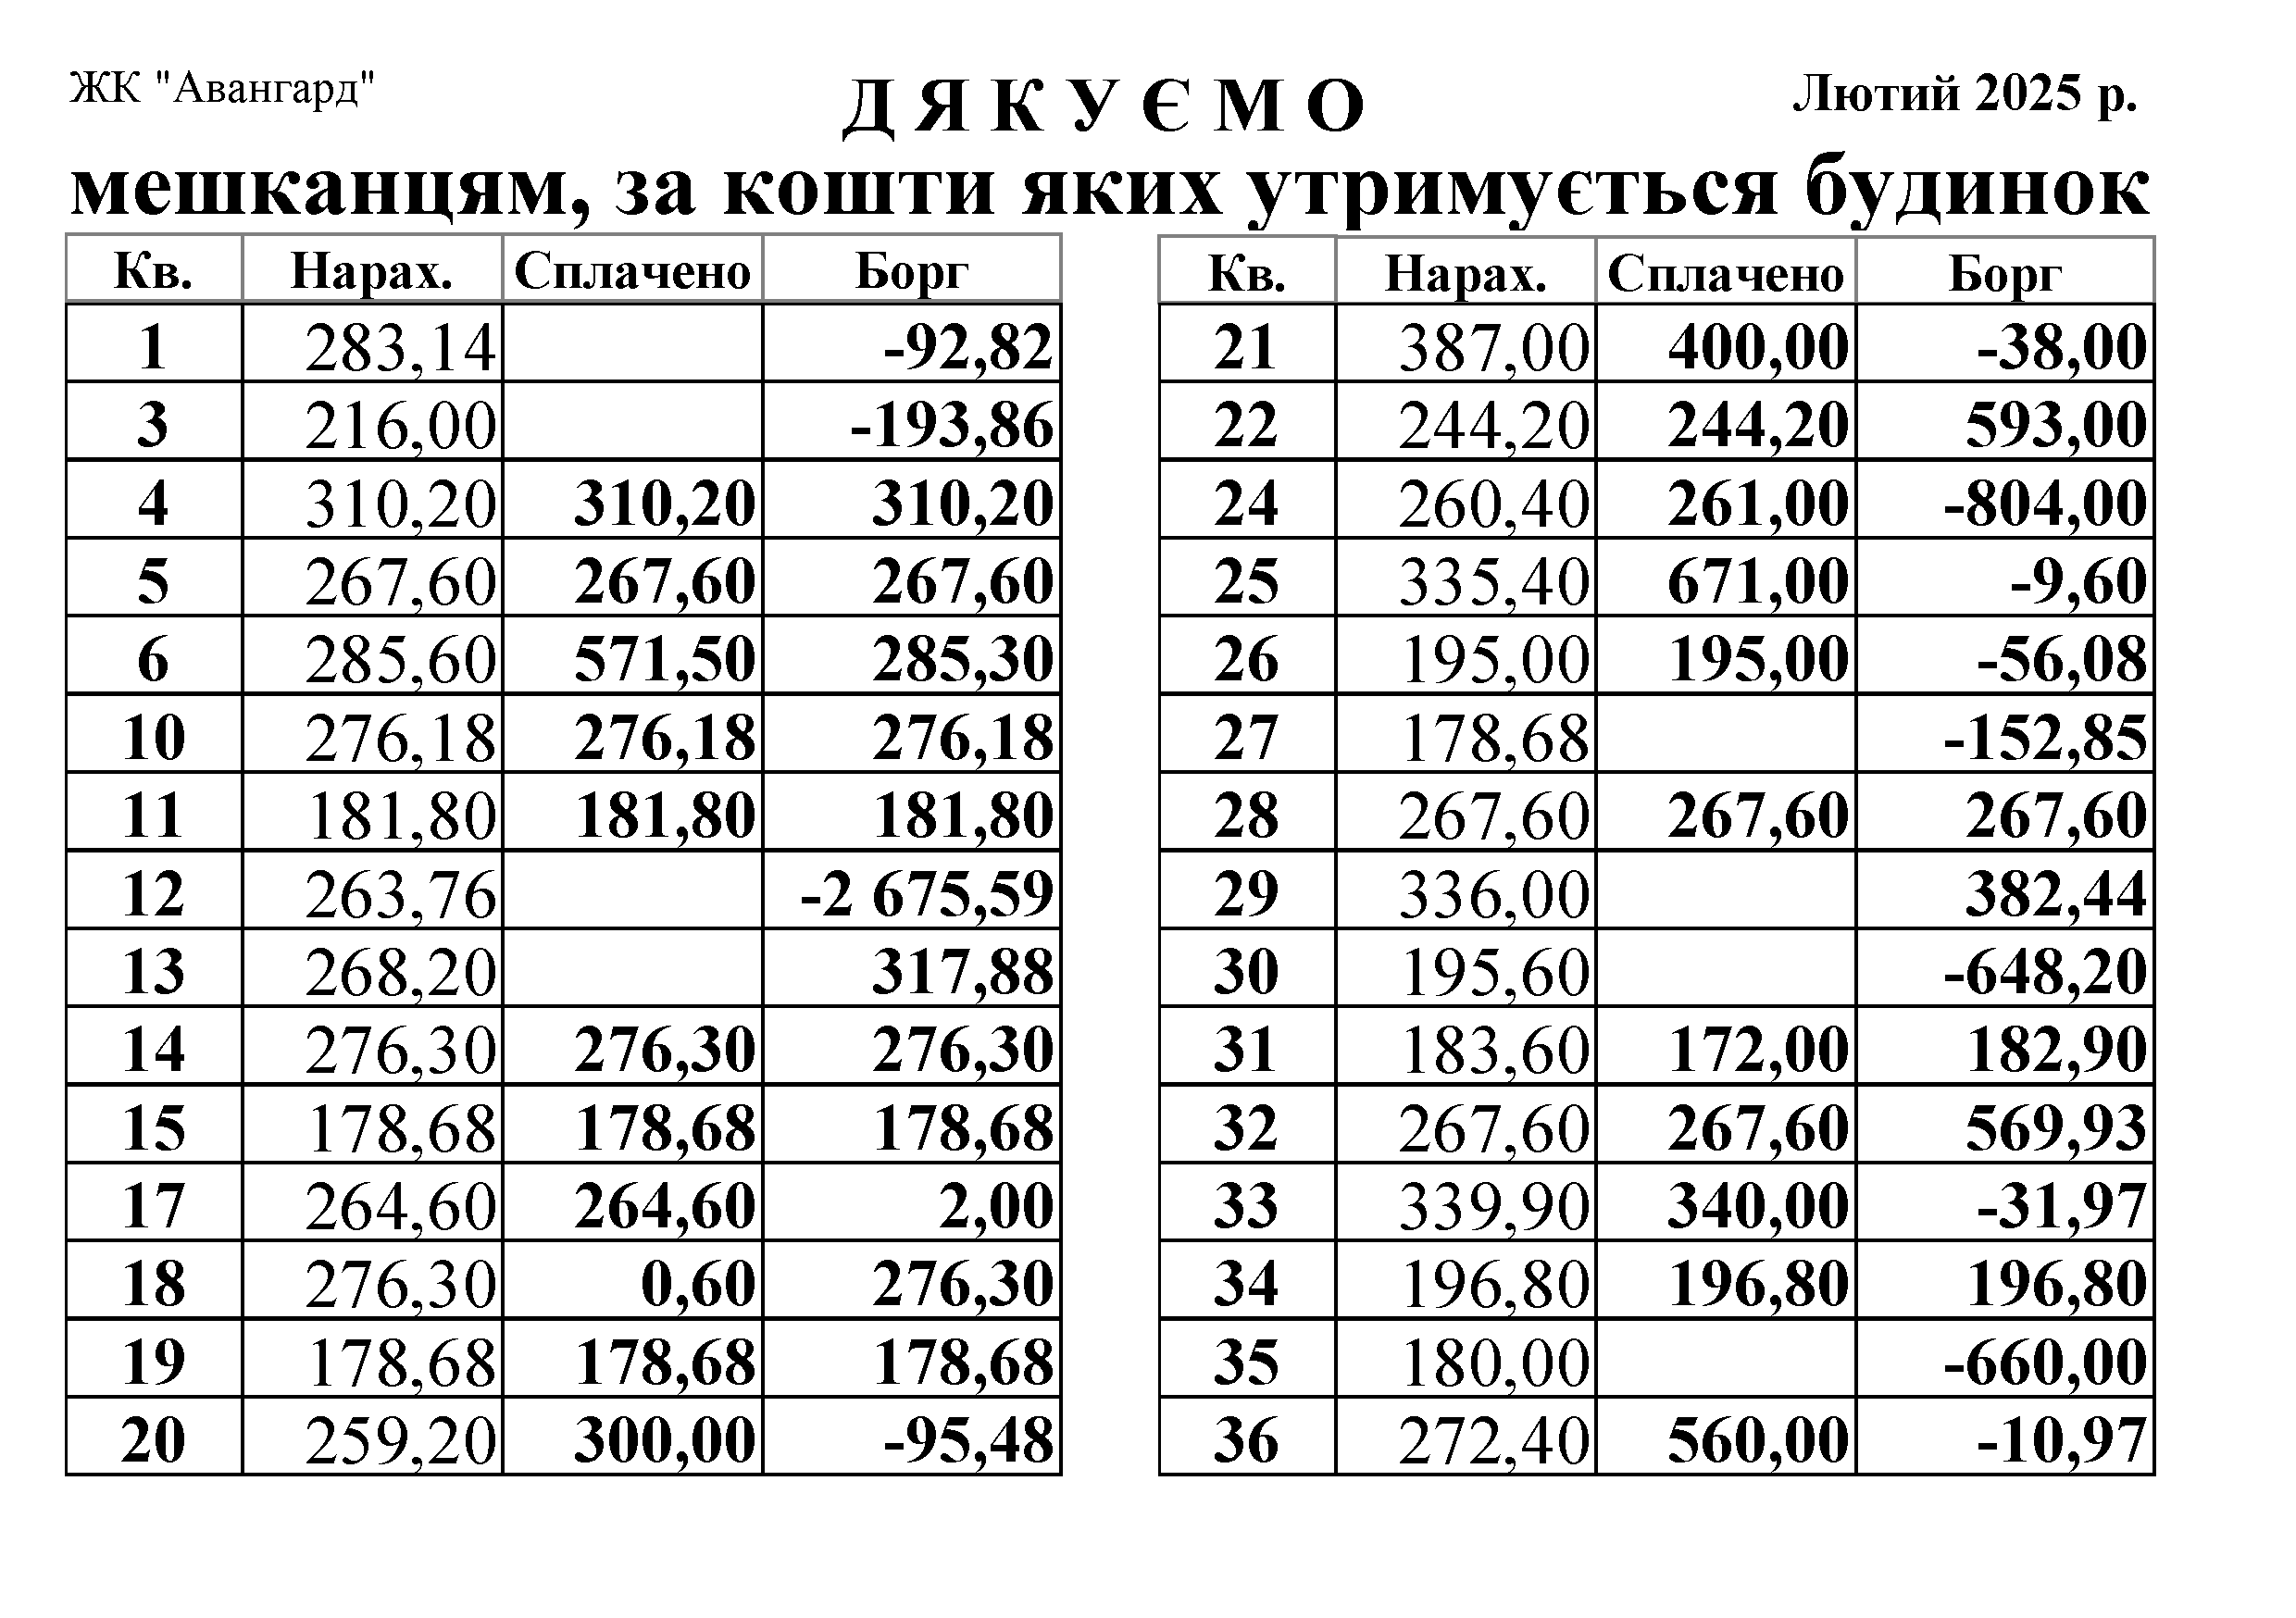 ЖК "Авангард"
Д Я К У Є М О
Лютий 2025 р.
мешканцям, за кошти яких утримується будинок
Кв. Нарах. Сплачено Борг
1 283,14 -92,82
3 216,00 -193,86
4 310,20 310,20 310,20
5 267,60 267,60 267,60
6 285,60 571,50 285,30
10 276,18 276,18 276,18
11 181,80 181,80 181,80
12 263,76 -2 675,59
13 268,20 317,88
14 276,30 276,30 276,30
15 178,68 178,68 178,68
17 264,60 264,60 2,00
18 276,30 0,60 276,30
19 178,68 178,68 178,68
20 259,20 300,00 -95,48
Кв. Нарах. Сплачено Борг
21 387,00 400,00 -38,00
22 244,20 244,20 593,00
24 260,40 261,00 -804,00
25 335,40 671,00 -9,60
26 195,00 195,00 -56,08
27 178,68 -152,85
28 267,60 267,60 267,60
29 336,00 382,44
30 195,60 -648,20
31 183,60 172,00 182,90
32 267,60 267,60 569,93
33 339,90 340,00 -31,97
34 196,80 196,80 196,80
35 180,00 -660,00
36 272,40 560,00 -10,97